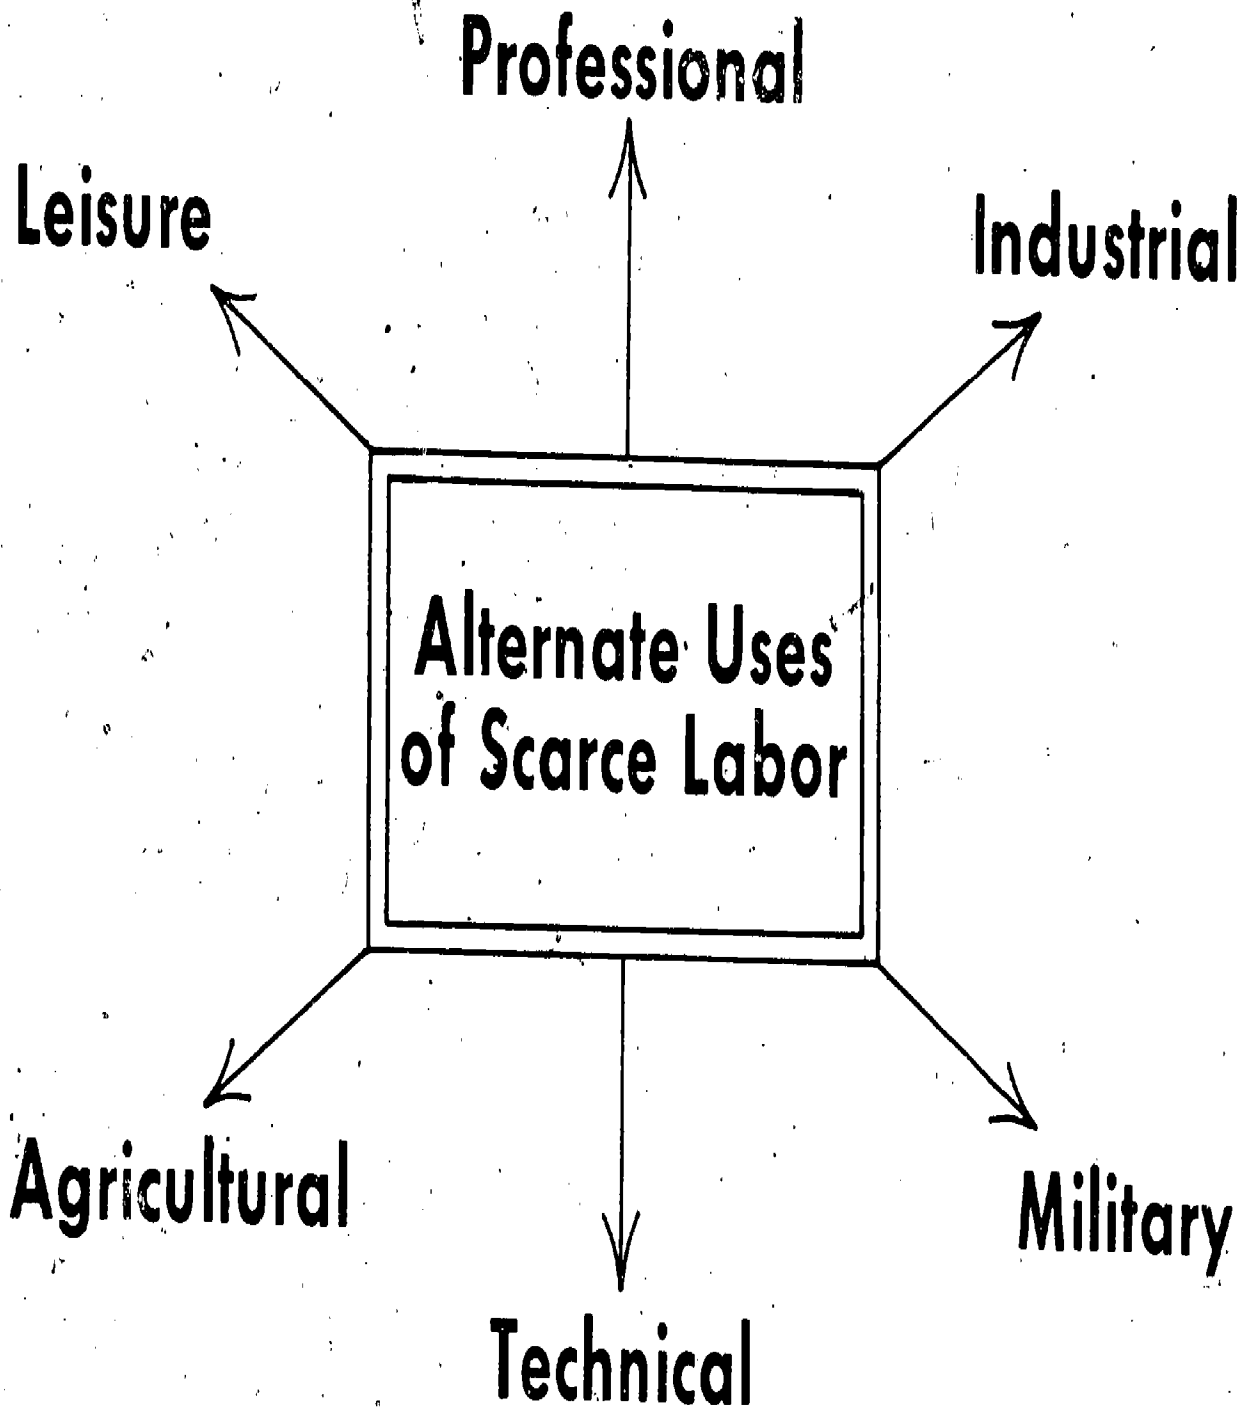 Professional
Leisure
Industrial
Alternate Uses
of Scarce Labor
Agricultural
Military
Technical